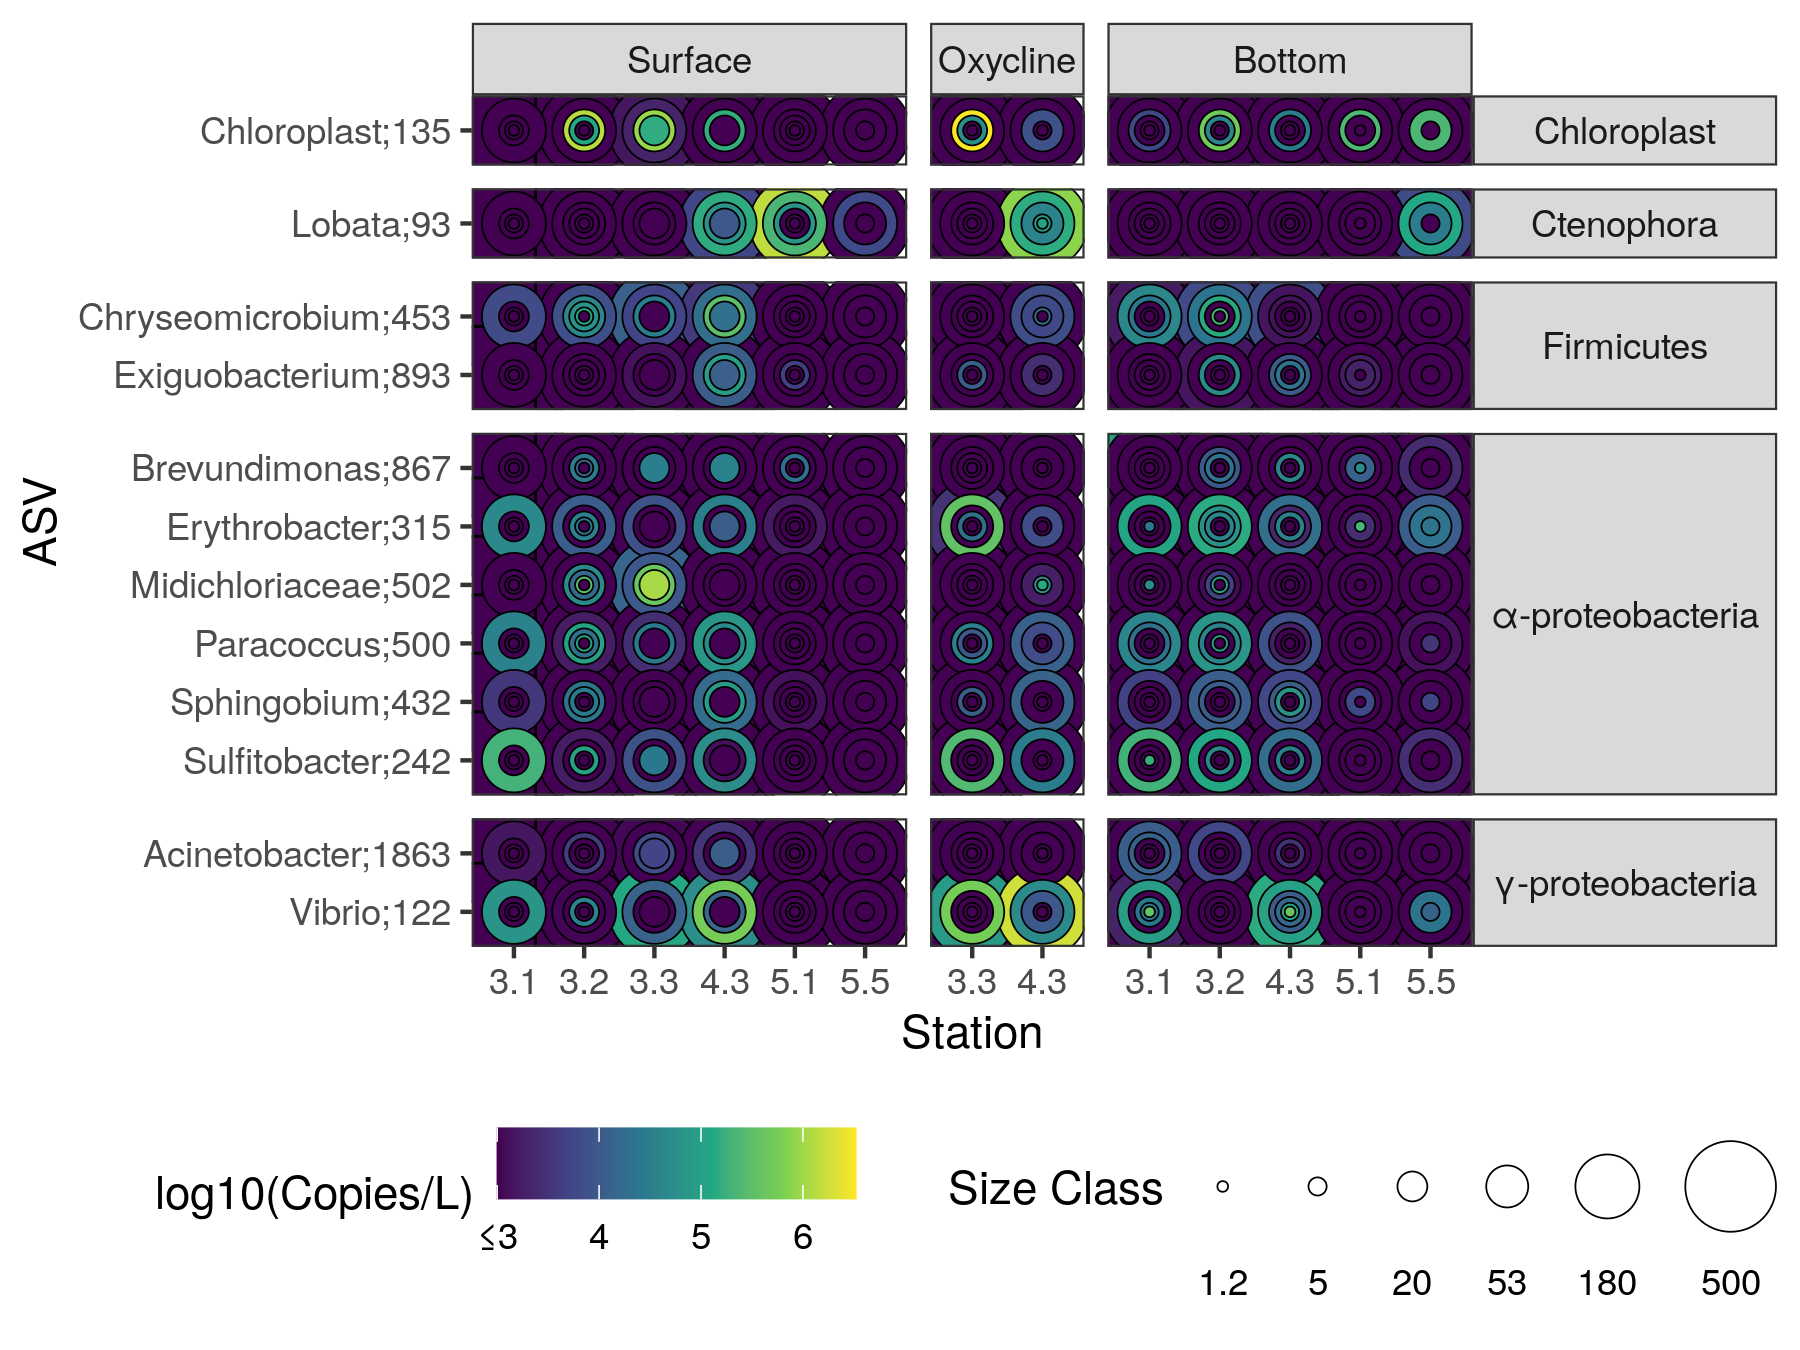 Surface
Oxycline
Bottom
Chloroplast;135
Chloroplast
Lobata;93
Ctenophora
Chryseomicrobium;453
Exiguobacterium;893
Firmicutes
Brevundimonas;867
Erythrobacter;315
Midichloriaceae;502
Paracoccus;500
Sphingobium;432
Sulfitobacter;242
α-proteobacteria
Acinetobacter;1863
Vibrio;122
γ-proteobacteria
ASV
3.1 3.2 3.3 4.3 5.1 5.5
3.3 4.3
3.1 3.2 4.3 5.1 5.5
Station
log10(Copies/L)
≤3 4 5 6
Size Class
1.2 5 20 53 180 500